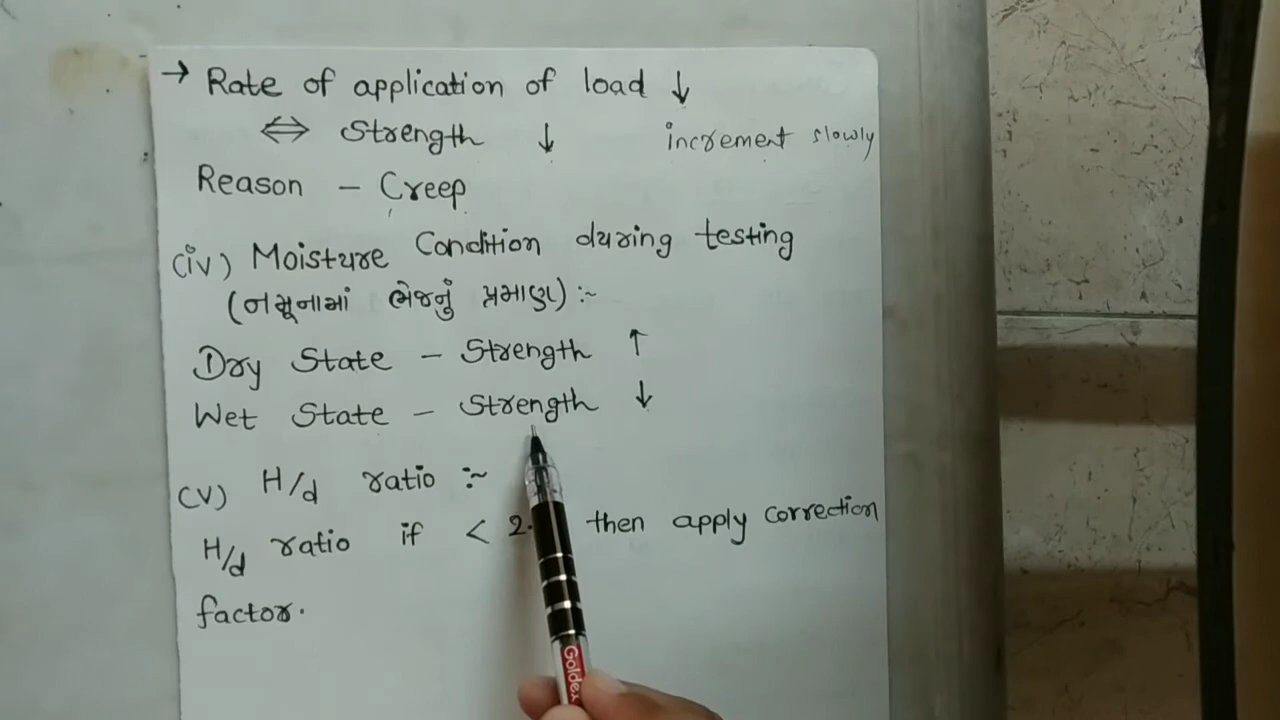 → Rate of application of load ↓
⇔ Strength ↓ increment slowly
Reason - Creep
(iv) Moisture Condition during testing
(નમૂનામાં ભેજનું પ્રમાણ) :~
Dry State - Strength ↑
Wet State - Strength ↓
(v) H/d ratio :~
H/d ratio if < 2. then apply correction
factor.
Goldex